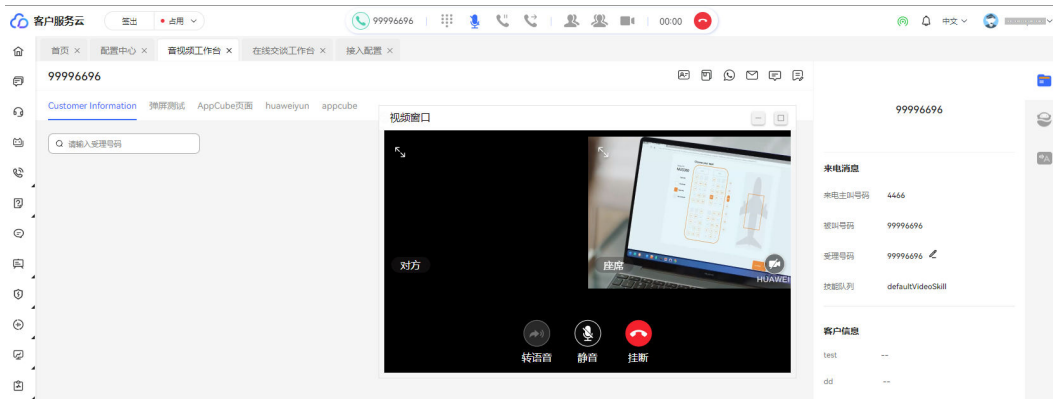 客户服务云 签出 占用 99996696 00:00 中文
首页 配置中心 音视频工作台 在线交谈工作台 接入配置
99996696
Customer Information 弹屏测试 AppCube页面 huaweiyun appcube
请输入受理号码
视频窗口
对方
座席
HUAWEI
转语音 静音 挂断
99996696
来电消息
来电主叫号码 4466
被叫号码 99996696
受理号码 99996696
技能队列 defaultVideoSkill
客户信息
test --
dd --